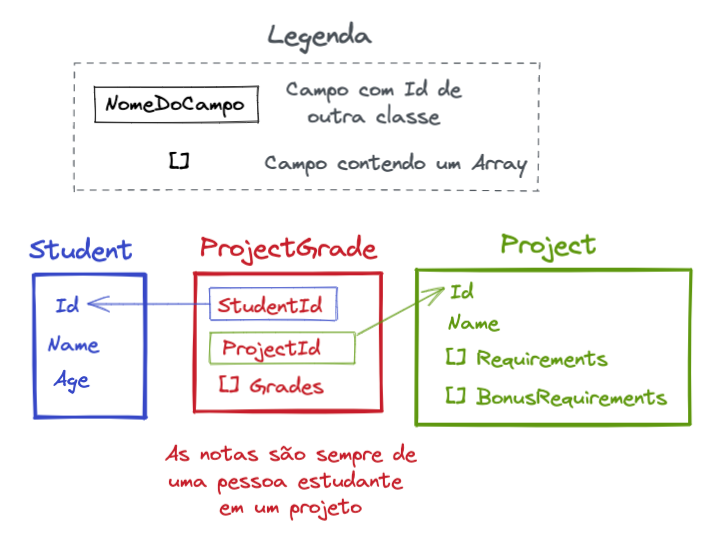 Legenda
NomeDoCampo
Campo com Id de
outra classe
[]
Campo contendo um Array
Student
Id
Name
Age
ProjectGrade
StudentId
ProjectId
[] Grades
As notas são sempre de
uma pessoa estudante
em um projeto
Project
Id
Name
[] Requirements
[] BonusRequirements